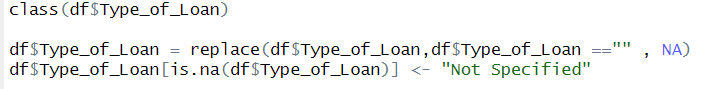 class(df$Type_of_Loan)
df$Type_of_Loan = replace(df$Type_of_Loan,df$Type_of_Loan =="" , NA)
df$Type_of_Loan[is.na(df$Type_of_Loan)] <- "Not Specified"